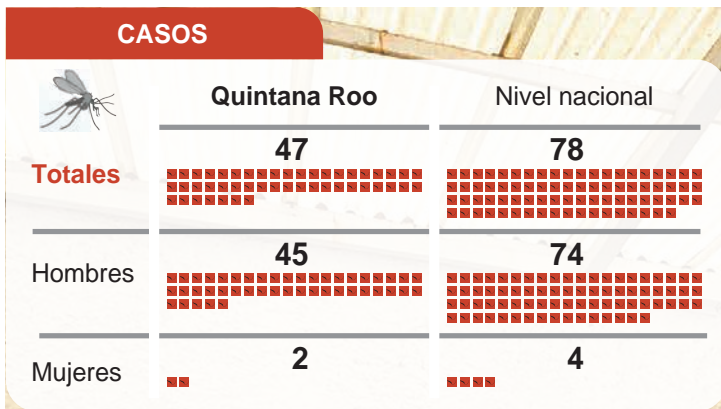 CASOS
Quintana Roo Nivel nacional
Totales 47 78
Hombres 45 74
Mujeres 2 4